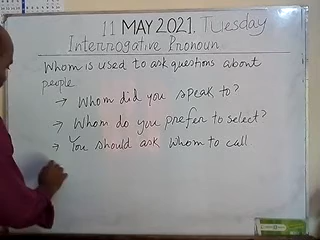 11 MAY 2021. Tuesday
Interrogative Pronoun
Whom is used to ask questions about
people
→ Whom did you speak to?
→ Whom do you prefer to select?
→ You should ask whom to call